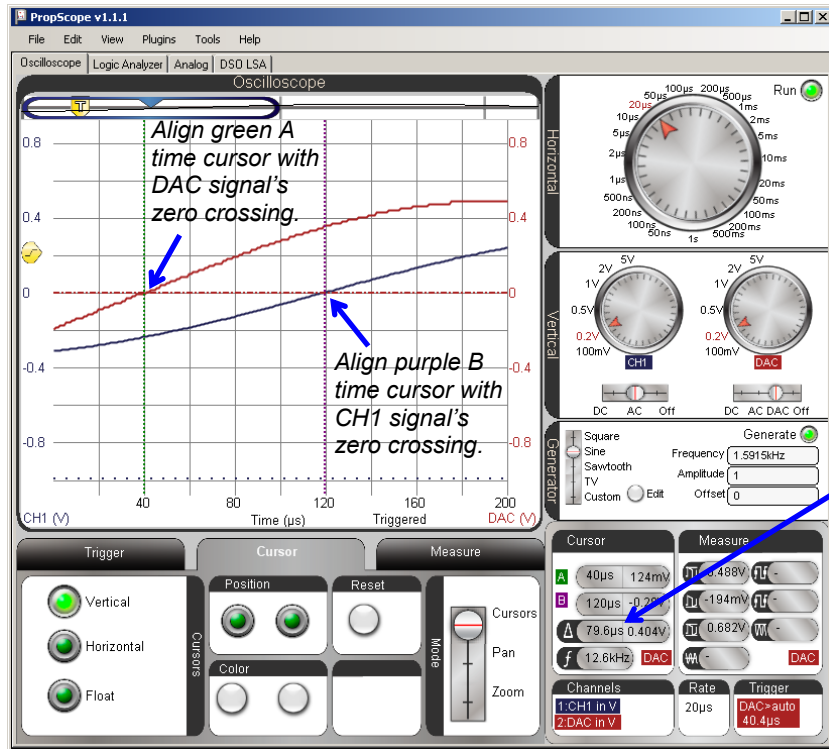 PropScope v1.1.1
File Edit View Plugins Tools Help
Oscilloscope Logic Analyzer Analog DSO LSA
Oscilloscope
T
Align green A
time cursor with
DAC signal's
zero crossing.
Align purple B
time cursor with
CH1 signal's
zero crossing.
0.8
0.4
0
-0.4
-0.8
0.8
0.4
0
-0.4
-0.8
40 80 120 160 200
CH1 (V) Time (µs) Triggered DAC (V)
Horizontal
Run
1µs
2µs
5µs
10µs
20µs
50µs
100µs
200µs
500µs
1ms
2ms
5ms
10ms
20ms
50ms
100ms
200ms
500ms
1s
50ns
100ns
200ns
500ns
Vertical
5V
2V
1V
0.5V
0.2V
100mV
CH1
DC AC Off
5V
2V
1V
0.5V
0.2V
100mV
DAC
DC AC DAC Off
Generator
Square
Sine
Sawtooth
TV
Custom
Edit
Generate
Frequency 1.5915kHz
Amplitude 1
Offset 0
Trigger Cursor Measure
Vertical
Horizontal
Float
Cursors
Position
Reset
Color
Mode
Cursors
Pan
Zoom
Cursor
A 40µs 124mV
B 120µs
Δ 79.6µs 0.404V
f 12.6kHz DAC
Measure
-
-194mV -
0.682V -
-
DAC
Channels
1:CH1 in V
2:DAC in V
Rate
20µs
Trigger
DAC>auto
40.4µs